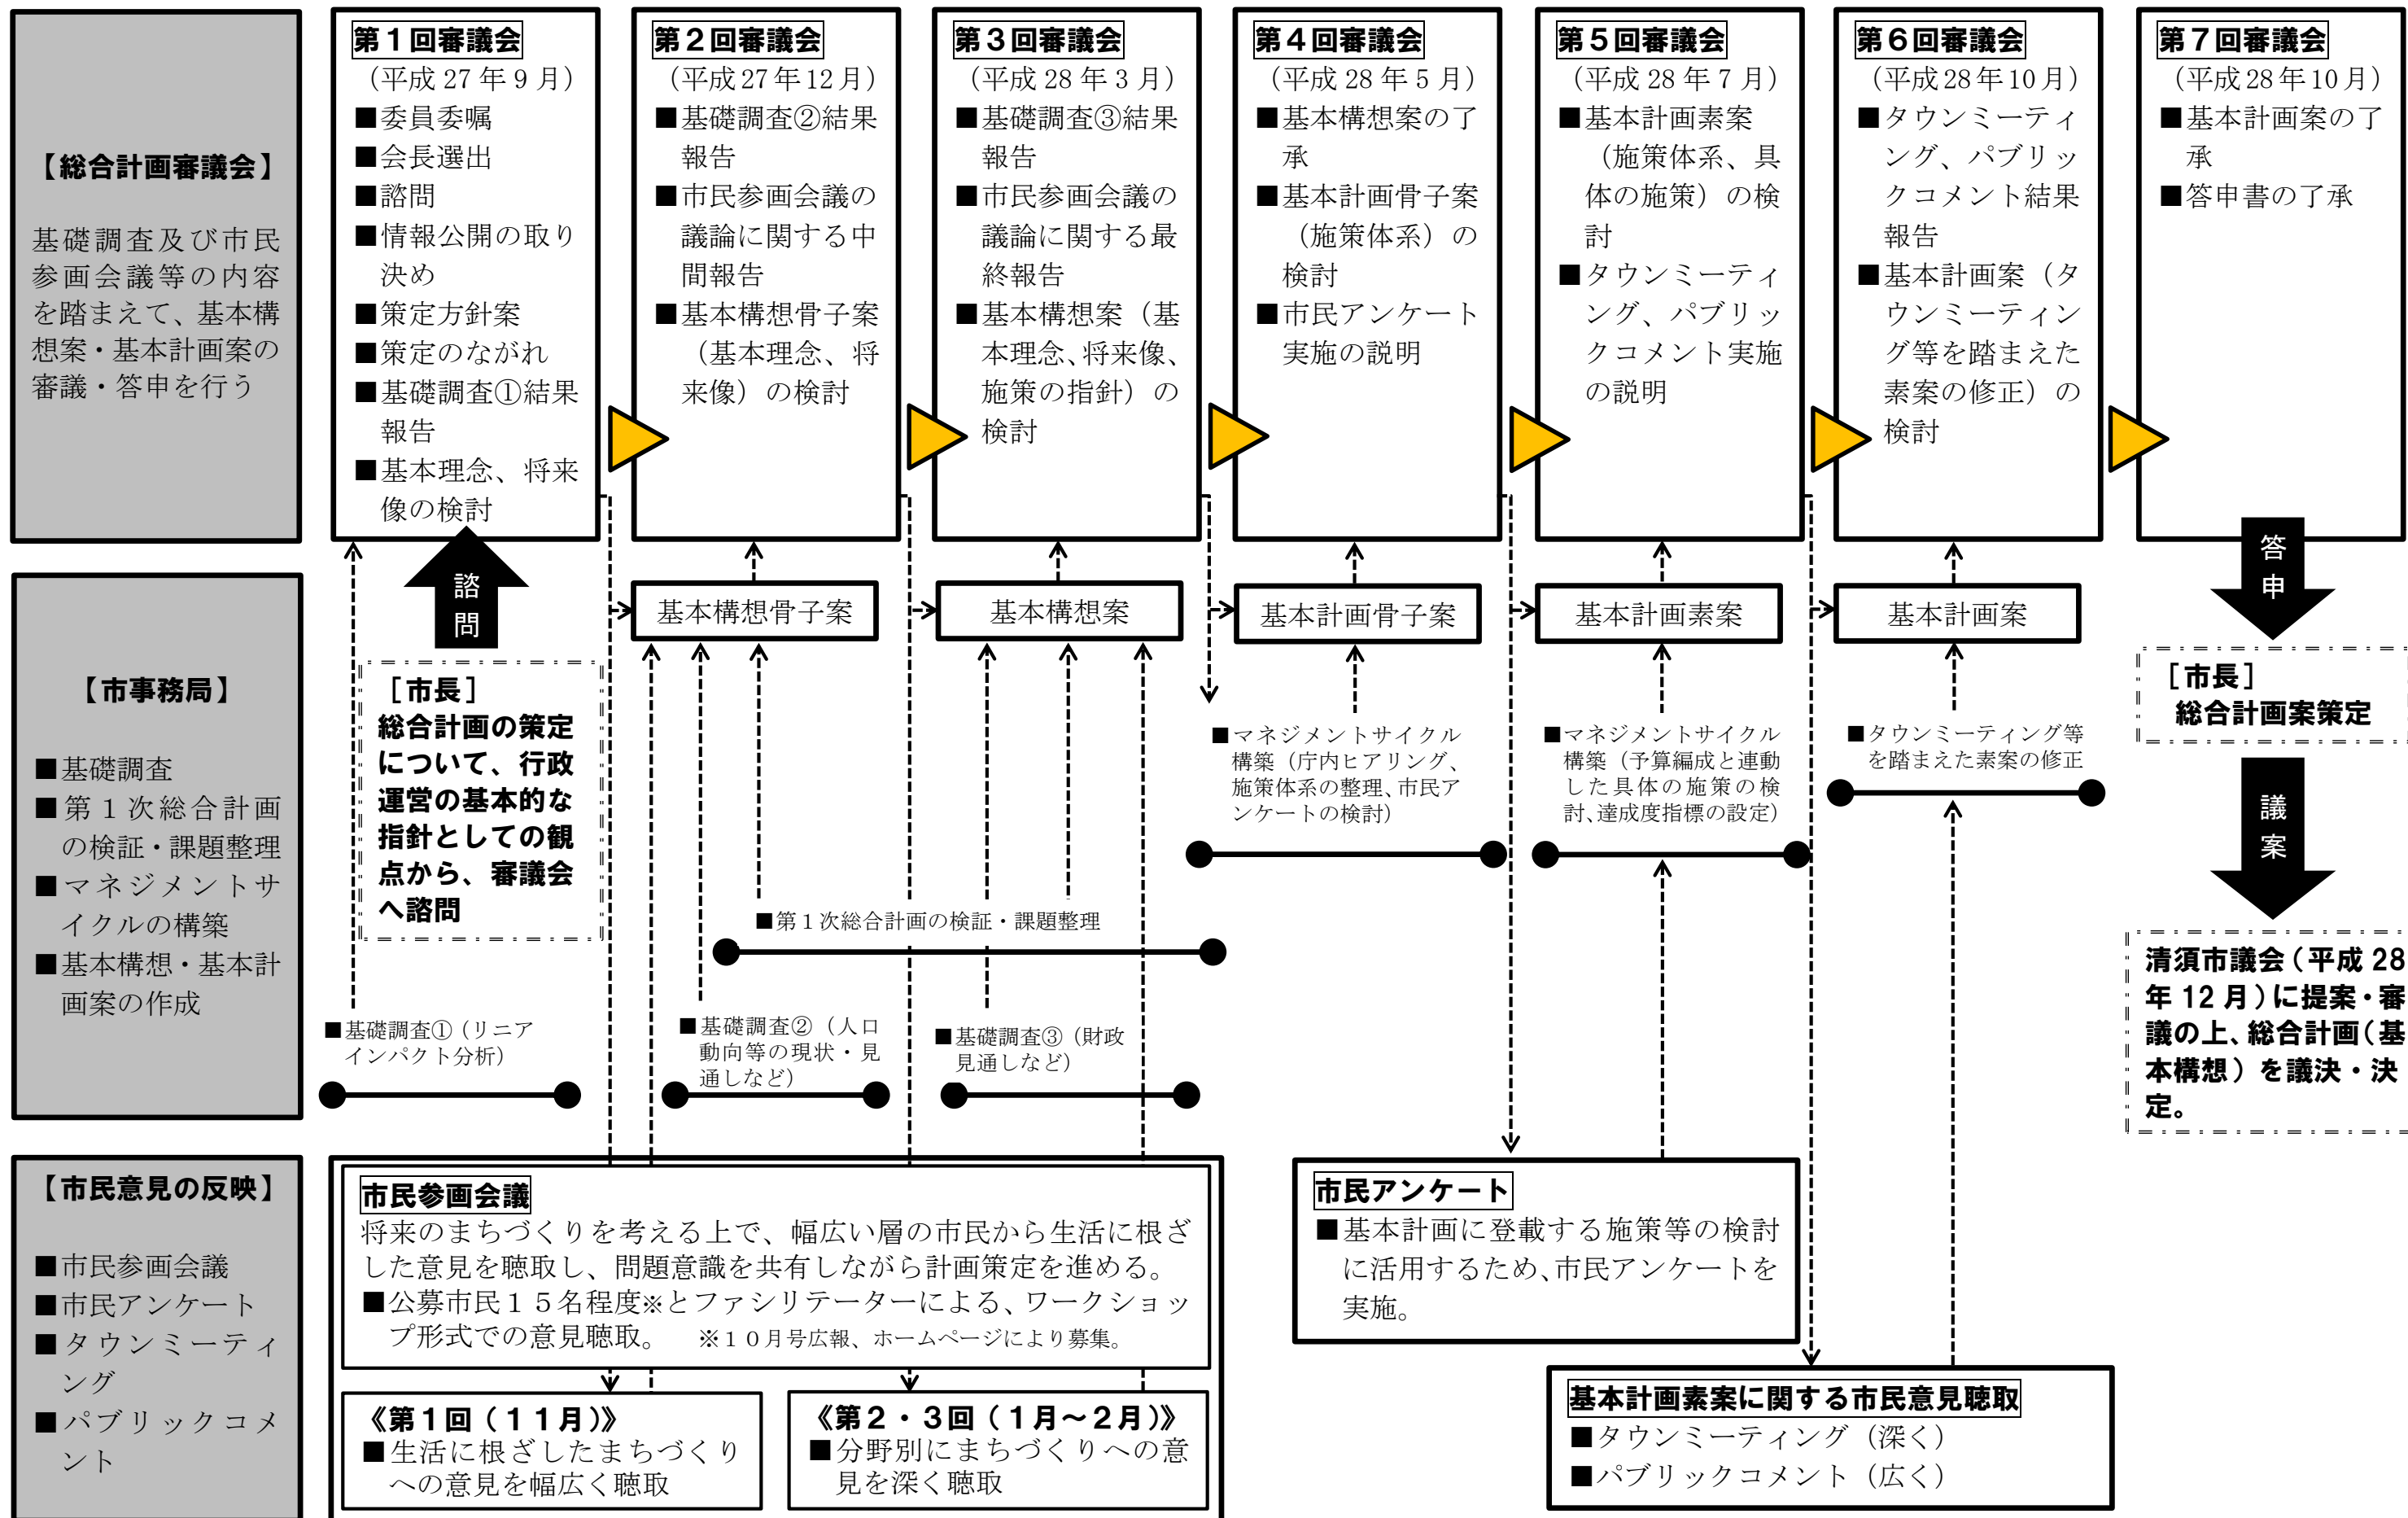 【総合計画審議会】
基礎調査及び市民
参画会議等の内容
を踏まえて、基本構
想案・基本計画案の
審議・答申を行う
第1回審議会
（平成 27 年 9 月）
■委員委嘱
■会長選出
■諮問
■情報公開の取り
決め
■策定方針案
■策定のながれ
■基礎調査①結果
報告
■基本理念、将来
像の検討
第2回審議会
（平成 27 年 12 月）
■基礎調査②結果
報告
■市民参画会議の
議論に関する中
間報告
■基本構想骨子案
（基本理念、将
来像）の検討
第3回審議会
（平成 28 年 3 月）
■基礎調査③結果
報告
■市民参画会議の
議論に関する最
終報告
■基本構想案（基
本理念、将来像、
施策の指針）の
検討
第4回審議会
（平成 28 年 5 月）
■基本構想案の了
承
■基本計画骨子案
（施策体系）の
検討
■市民アンケート
実施の説明
第5回審議会
（平成 28 年 7 月）
■基本計画素案
（施策体系、具
体の施策）の検
討
■タウンミーティ
ング、パブリッ
クコメント実施
の説明
第6回審議会
（平成 28 年 10 月）
■タウンミーティ
ング、パブリッ
クコメント結果
報告
■基本計画案（タ
ウンミーティン
グ等を踏まえた
素案の修正）の
検討
第7回審議会
（平成 28 年 10 月）
■基本計画案の了
承
■答申書の了承
【市事務局】
■基礎調査
■第１次総合計画
の検証・課題整理
■マネジメントサ
イクルの構築
■基本構想・基本計
画案の作成
諮
問
答
申
基本構想骨子案
基本構想案
基本計画骨子案
基本計画素案
基本計画案
［市長］
総合計画の策定
について、行政
運営の基本的な
指針としての観
点から、審議会
へ諮問
■マネジメントサイクル
構築（庁内ヒアリング、
施策体系の整理、市民ア
ンケートの検討）
■マネジメントサイクル
構築（予算編成と連動
した具体の施策の検
討、達成度指標の設定）
■タウンミーティング等
を踏まえた素案の修正
［市長］
総合計画案策定
議
案
清須市議会（平成 28
年 12 月）に提案・審
議の上、総合計画（基
本構想）を議決・決
定。
■第１次総合計画の検証・課題整理
■基礎調査①（リニア
インパクト分析）
■基礎調査②（人口
動向等の現状・見
通しなど）
■基礎調査③（財政
見通しなど）
【市民意見の反映】
■市民参画会議
■市民アンケート
■タウンミーティ
ング
■パブリックコメ
ント
市民参画会議
将来のまちづくりを考える上で、幅広い層の市民から生活に根ざ
した意見を聴取し、問題意識を共有しながら計画策定を進める。
■公募市民１５名程度※とファシリテーターによる、ワークショッ
プ形式での意見聴取。　※１０月号広報、ホームページにより募集。
《第１回（１１月）》
■生活に根ざしたまちづくり
への意見を幅広く聴取
《第２・３回（１月～２月）》
■分野別にまちづくりへの意
見を深く聴取
市民アンケート
■基本計画に登載する施策等の検討
に活用するため、市民アンケートを
実施。
基本計画素案に関する市民意見聴取
■タウンミーティング（深く）
■パブリックコメント（広く）